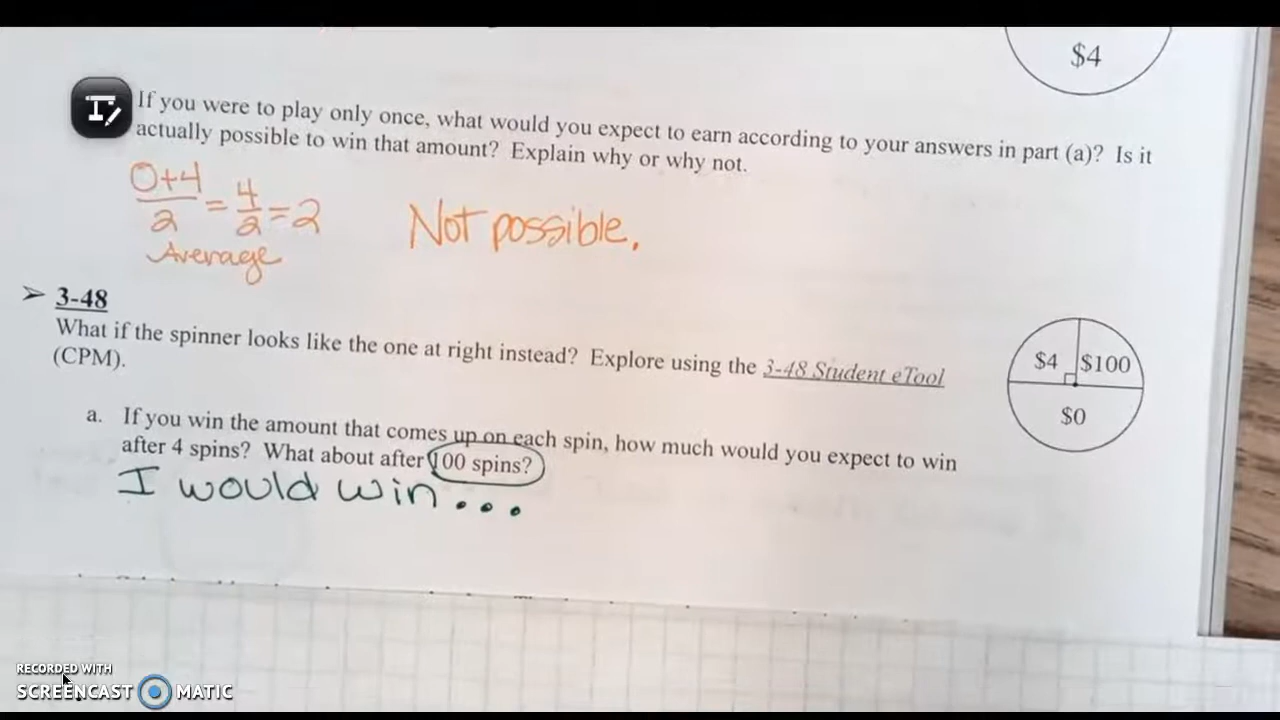 $4
If you were to play only once, what would you expect to earn according to your answers in part (a)? Is it
actually possible to win that amount? Explain why or why not.
0+4/2 = 4/2 = 2
Not possible.
Average
3-48
What if the spinner looks like the one at right instead? Explore using the 3-48 Student eTool
(CPM).
$4 $100
$0
a. If you win the amount that comes up on each spin, how much would you expect to win
after 4 spins? What about after 100 spins?
I would win...
RECORDED WITH
SCREENCAST MATIC